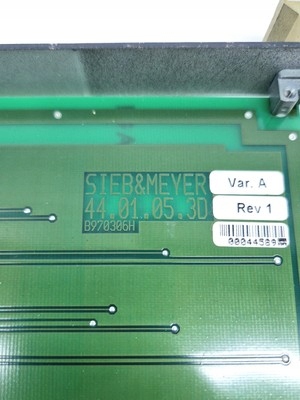 SIEB&MEYER
44.01.05.3D
B970306H
Var. A
Rev 1
00044589